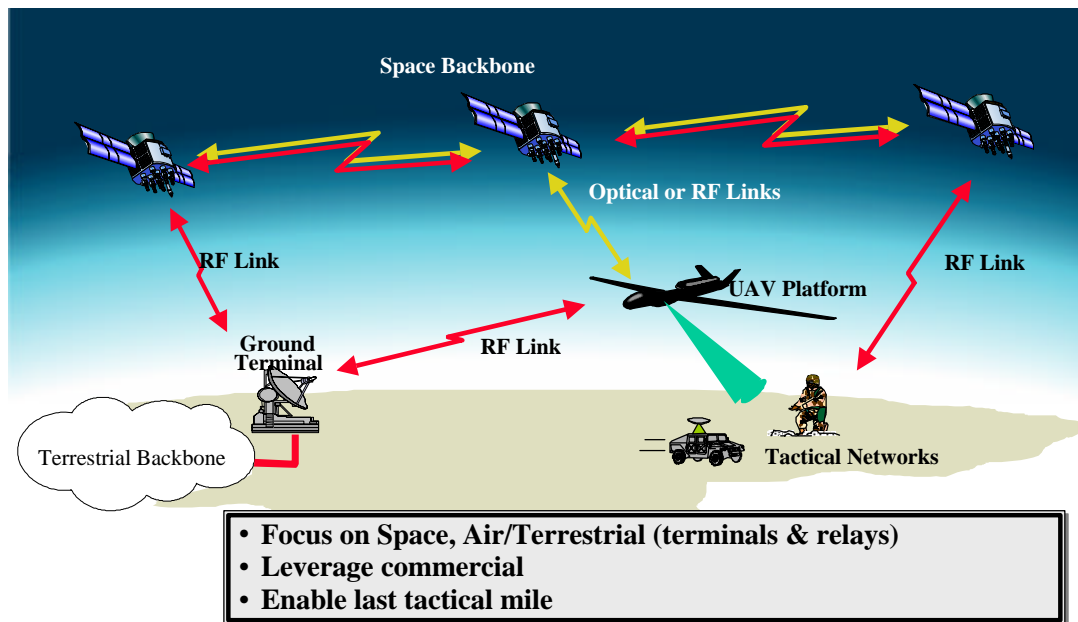 Space Backbone
Optical or RF Links
RF Link
RF Link
UAV Platform
Ground
Terminal
RF Link
Terrestrial Backbone
Tactical Networks
• Focus on Space, Air/Terrestrial (terminals & relays)
• Leverage commercial
• Enable last tactical mile